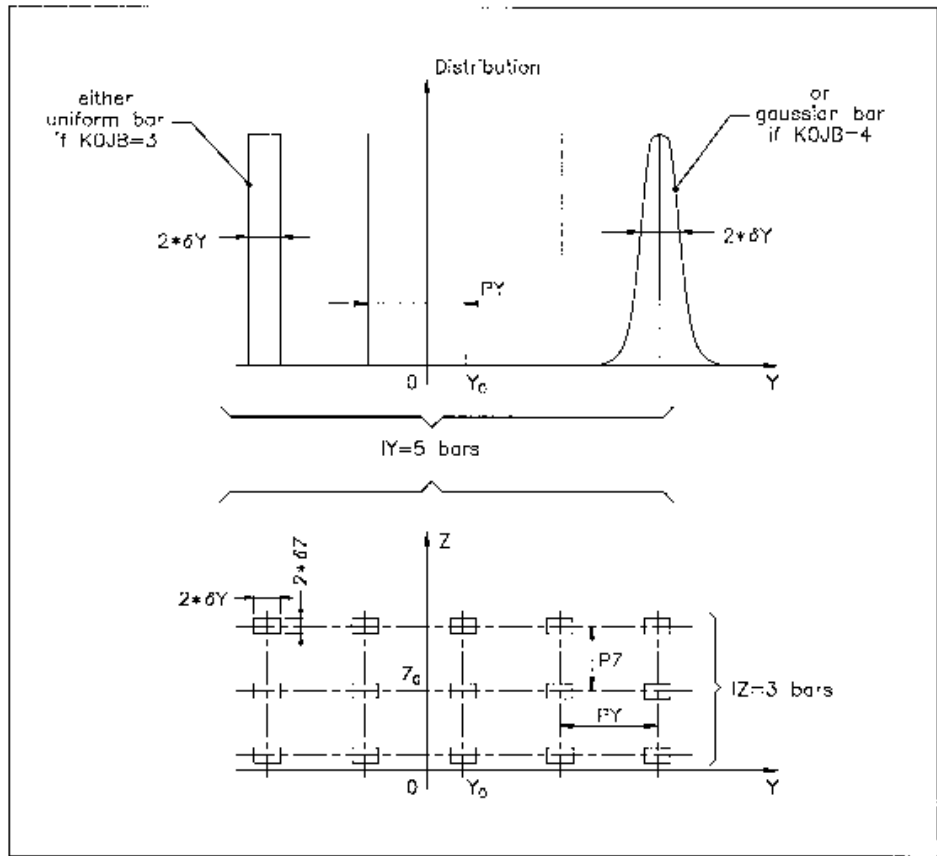 Distribution
either
uniform bar
if KOJB=3
or
gaussian bar
if KOJB=4
2*δY
2*δY
PY
0
Y₀
Y
IY=5 bars
Z
2*δZ
2*δY
Z₀
PZ
IZ=3 bars
PY
0
Y₀
Y